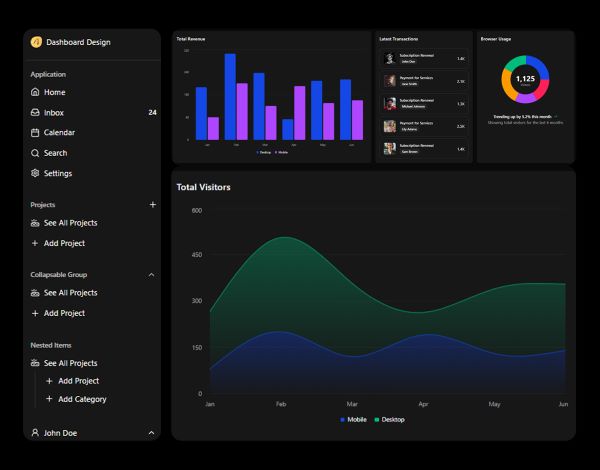 Dashboard Design
Application
Home
Inbox 24
Calendar
Search
Settings
Projects
See All Projects
Add Project
Collapsable Group
See All Projects
Add Project
Nested Items
See All Projects
Add Project
Add Category
John Doe
Total Revenue
Jan Feb Mar Apr May Jun
Desktop Mobile
Latest Transactions
Subscription Renewal
John Doe
1.4K
Payment for Services
Jane Smith
2.1K
Subscription Renewal
Michael Johnson
1.3K
Payment for Services
Lily Adams
2.5K
Subscription Renewal
Sam Brown
1.4K
Browser Usage
1,125
Visitors
Trending up by 5.2% this month
Showing total visitors for the last 6 months
Total Visitors
600
450
300
150
0
Jan Feb Mar Apr May Jun
Mobile Desktop